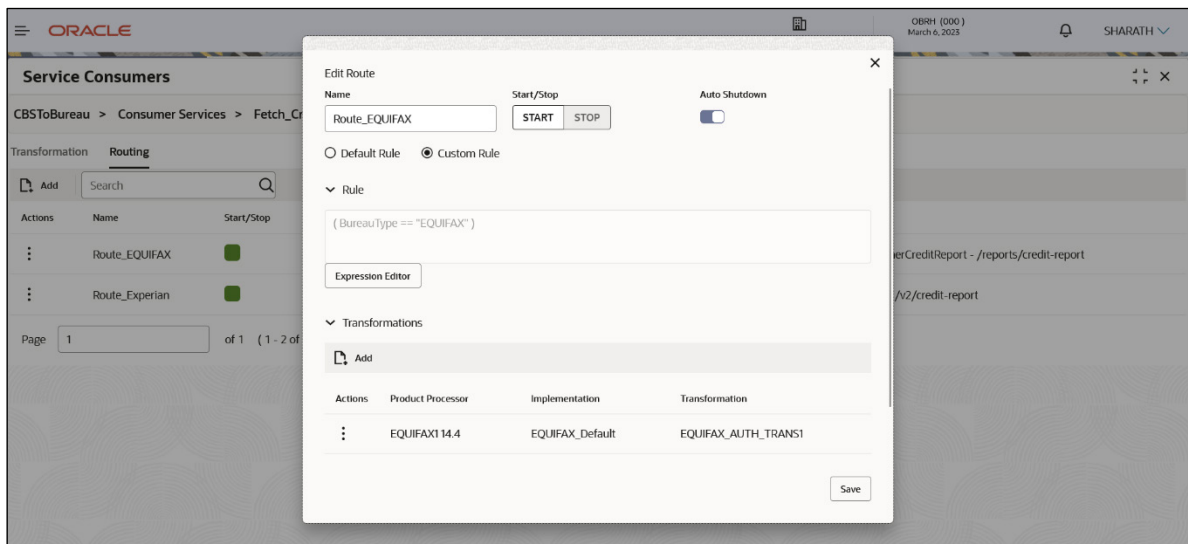 ORACLE
OBRH (000 )
March 6, 2023
SHARATH
Service Consumers
CBSToBureau > Consumer Services > Fetch_Cr
Transformation Routing
Add Search
Actions Name Start/Stop
Route_EQUIFAX
erCreditReport - /reports/credit-report
Route_Experian
/v2/credit-report
Page 1 of 1 ( 1 - 2 of
Edit Route
Name Start/Stop Auto Shutdown
Route_EQUIFAX START STOP
Default Rule Custom Rule
Rule
( BureauType == "EQUIFAX" )
Expression Editor
Transformations
Add
Actions Product Processor Implementation Transformation
EQUIFAX1 14.4 EQUIFAX_Default EQUIFAX_AUTH_TRANS1
Save